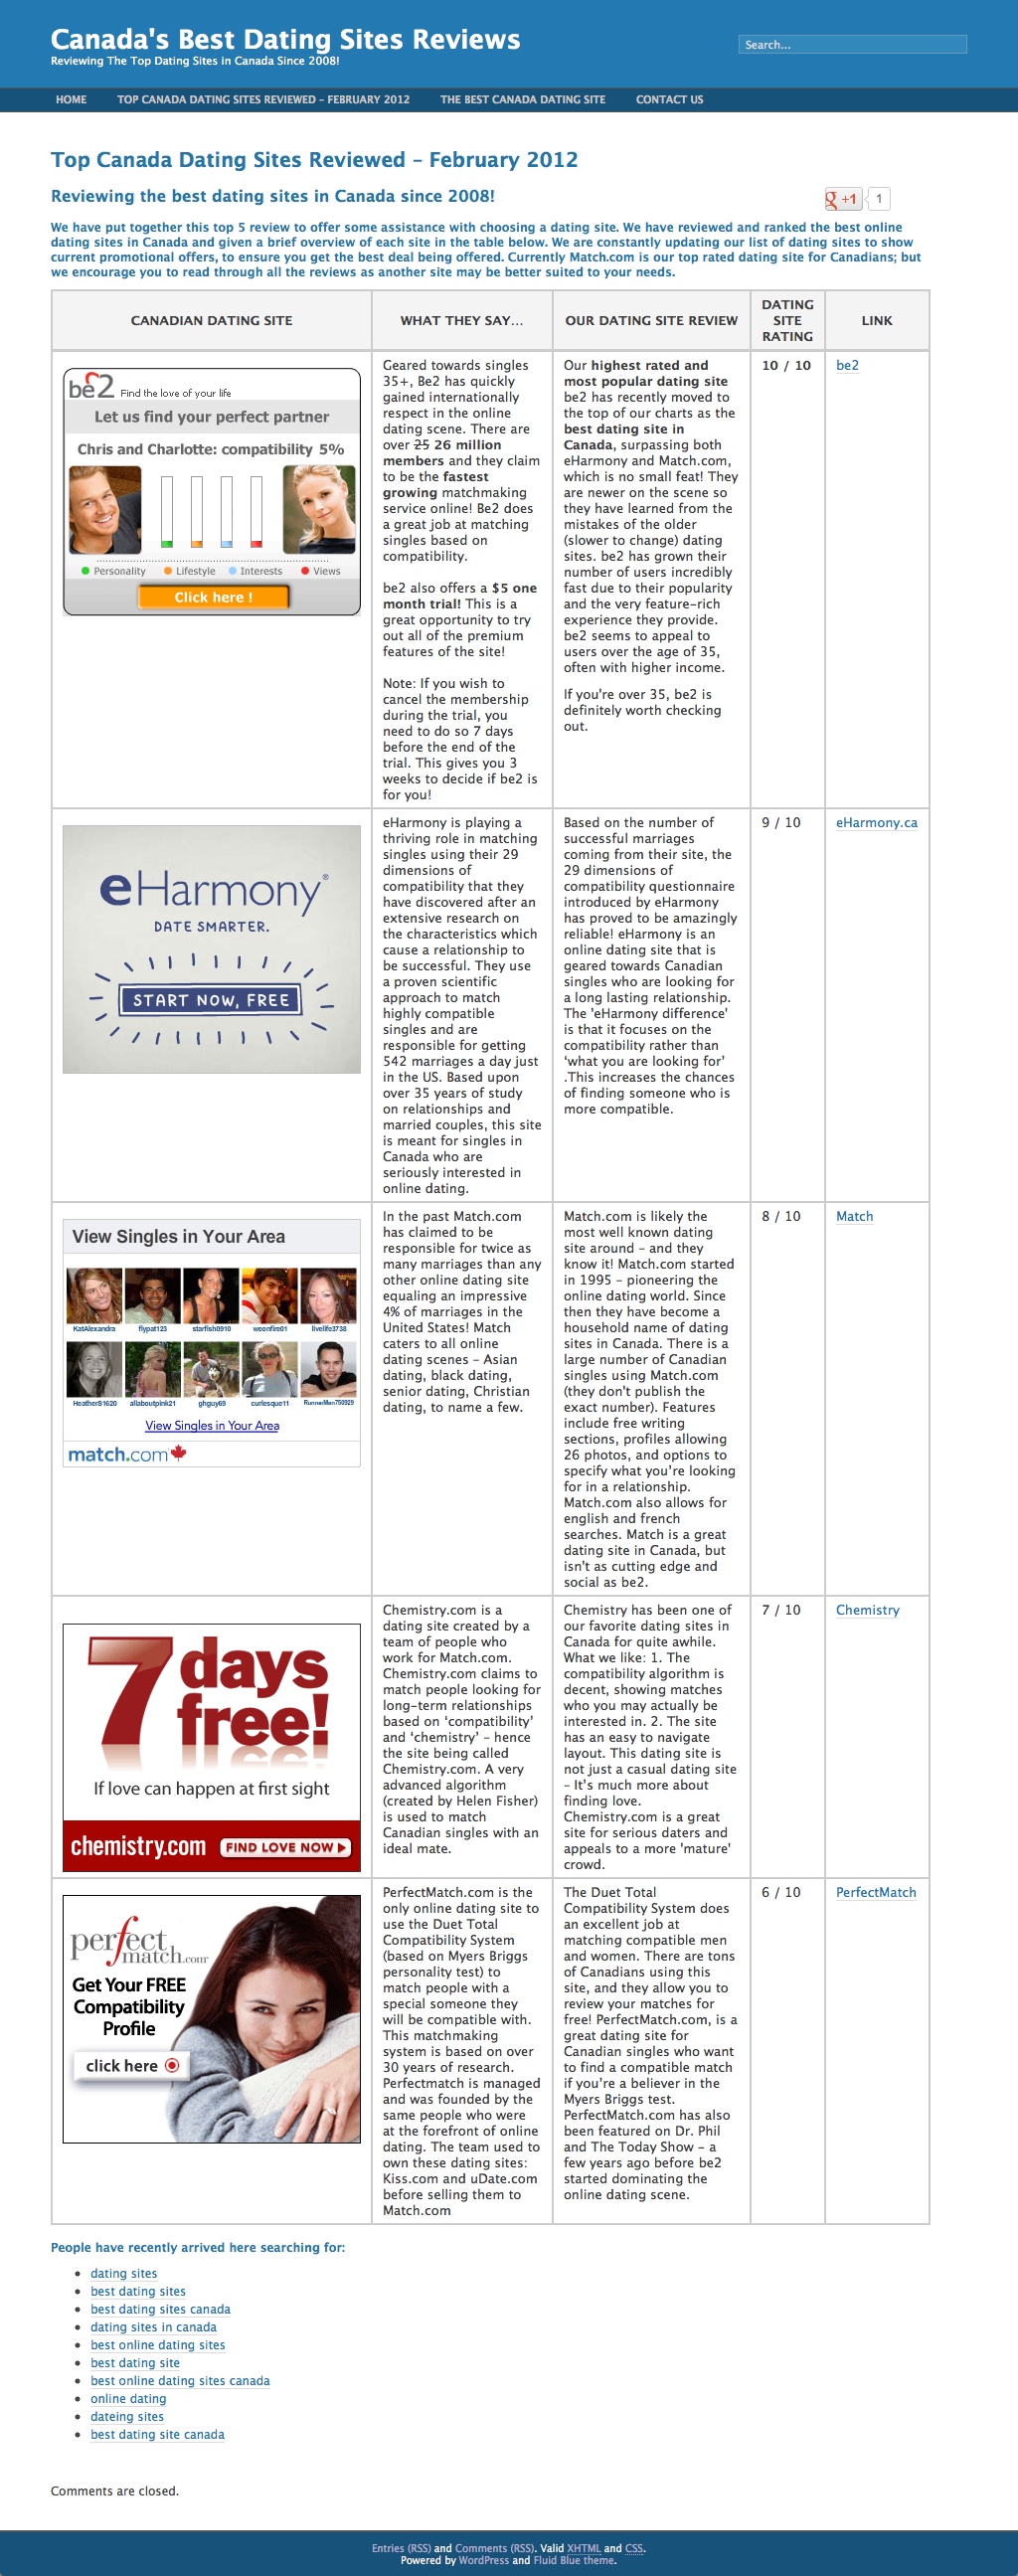 Canada's Best Dating Sites Reviews
Reviewing The Top Dating Sites in Canada Since 2008!
Search...
HOME
TOP CANADA DATING SITES REVIEWED – FEBRUARY 2012
THE BEST CANADA DATING SITE
CONTACT US
Top Canada Dating Sites Reviewed – February 2012
Reviewing the best dating sites in Canada since 2008!
+1
1
We have put together this top 5 review to offer some assistance with choosing a dating site. We have reviewed and ranked the best online
dating sites in Canada and given a brief overview of each site in the table below. We are constantly updating our list of dating sites to show
current promotional offers, to ensure you get the best deal being offered. Currently Match.com is our top rated dating site for Canadians; but
we encourage you to read through all the reviews as another site may be better suited to your needs.
CANADIAN DATING SITE
WHAT THEY SAY…
OUR DATING SITE REVIEW
DATING
SITE
RATING
LINK
be2 Find the love of your life
Let us find your perfect partner
Chris and Charlotte: compatibility 5%
Personality Lifestyle Interests Views
Click here !
Geared towards singles
35+, Be2 has quickly
gained internationally
respect in the online
dating scene. There are
over 25 26 million
members and they claim
to be the fastest
growing matchmaking
service online! Be2 does
a great job at matching
singles based on
compatibility.
be2 also offers a $5 one
month trial! This is a
great opportunity to try
out all of the premium
features of the site!
Note: If you wish to
cancel the membership
during the trial, you
need to do so 7 days
before the end of the
trial. This gives you 3
weeks to decide if be2 is
for you!
Our highest rated and
most popular dating site
be2 has recently moved to
the top of our charts as the
best dating site in
Canada, surpassing both
eHarmony and Match.com,
which is no small feat! They
are newer on the scene so
they have learned from the
mistakes of the older
(slower to change) dating
sites. be2 has grown their
number of users incredibly
fast due to their popularity
and the very feature-rich
experience they provide.
be2 seems to appeal to
users over the age of 35,
often with higher income.
If you're over 35, be2 is
definitely worth checking
out.
10 / 10
be2
eHarmony®
DATE SMARTER.
START NOW, FREE
eHarmony is playing a
thriving role in matching
singles using their 29
dimensions of
compatibility that they
have discovered after an
extensive research on
the characteristics which
cause a relationship to
be successful. They use
a proven scientific
approach to match
highly compatible
singles and are
responsible for getting
542 marriages a day just
in the US. Based upon
over 35 years of study
on relationships and
married couples, this site
is meant for singles in
Canada who are
seriously interested in
online dating.
Based on the number of
successful marriages
coming from their site, the
29 dimensions of
compatibility questionnaire
introduced by eHarmony
has proved to be amazingly
reliable! eHarmony is an
online dating site that is
geared towards Canadian
singles who are looking for
a long lasting relationship.
The 'eHarmony difference'
is that it focuses on the
compatibility rather than
‘what you are looking for’
.This increases the chances
of finding someone who is
more compatible.
9 / 10
eHarmony.ca
View Singles in Your Area
KatAlexandra flypat123 starfish0910 weonfire01 livelife3738
HeatherS1620 allaboutpink21 ghguy69 curlesque11 RunnerMan750929
View Singles in Your Area
match.com
In the past Match.com
has claimed to be
responsible for twice as
many marriages than any
other online dating site
equaling an impressive
4% of marriages in the
United States! Match
caters to all online
dating scenes – Asian
dating, black dating,
senior dating, Christian
dating, to name a few.
Match.com is likely the
most well known dating
site around – and they
know it! Match.com started
in 1995 – pioneering the
online dating world. Since
then they have become a
household name of dating
sites in Canada. There is a
large number of Canadian
singles using Match.com
(they don't publish the
exact number). Features
include free writing
sections, profiles allowing
26 photos, and options to
specify what you’re looking
for in a relationship.
Match.com also allows for
english and french
searches. Match is a great
dating site in Canada, but
isn't as cutting edge and
social as be2.
8 / 10
Match
7 days
free!
If love can happen at first sight
chemistry.com FIND LOVE NOW
Chemistry.com is a
dating site created by a
team of people who
work for Match.com.
Chemistry.com claims to
match people looking for
long-term relationships
based on ‘compatibility’
and ‘chemistry’ – hence
the site being called
Chemistry.com. A very
advanced algorithm
(created by Helen Fisher)
is used to match
Canadian singles with an
ideal mate.
Chemistry has been one of
our favorite dating sites in
Canada for quite awhile.
What we like: 1. The
compatibility algorithm is
decent, showing matches
who you may actually be
interested in. 2. The site
has an easy to navigate
layout. This dating site is
not just a casual dating site
– It’s much more about
finding love.
Chemistry.com is a great
site for serious daters and
appeals to a more 'mature'
crowd.
7 / 10
Chemistry
perfect
match.com
Get Your FREE
Compatibility
Profile
click here
PerfectMatch.com is the
only online dating site to
use the Duet Total
Compatibility System
(based on Myers Briggs
personality test) to
match people with a
special someone they
will be compatible with.
This matchmaking
system is based on over
30 years of research.
Perfectmatch is managed
and was founded by the
same people who were
at the forefront of online
dating. The team used to
own these dating sites:
Kiss.com and uDate.com
before selling them to
Match.com
The Duet Total
Compatibility System does
an excellent job at
matching compatible men
and women. There are tons
of Canadians using this
site, and they allow you to
review your matches for
free! PerfectMatch.com, is a
great dating site for
Canadian singles who want
to find a compatible match
if you’re a believer in the
Myers Briggs test.
PerfectMatch.com has also
been featured on Dr. Phil
and The Today Show – a
few years ago before be2
started dominating the
online dating scene.
6 / 10
PerfectMatch
People have recently arrived here searching for:
dating sites
best dating sites
best dating sites canada
dating sites in canada
best online dating sites
best dating site
best online dating sites canada
online dating
dateing sites
best dating site canada
Comments are closed.
Entries (RSS) and Comments (RSS). Valid XHTML and CSS.
Powered by WordPress and Fluid Blue theme.